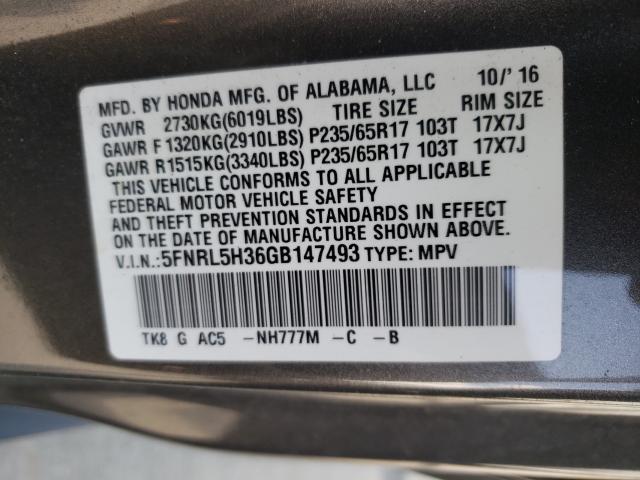 MFD. BY HONDA MFG. OF ALABAMA, LLC 10/'16
GVWR 2730KG(6019LBS) TIRE SIZE RIM SIZE
GAWR F 1320KG(2910LBS) P235/65R17 103T 17X7J
GAWR R1515KG(3340LBS) P235/65R17 103T 17X7J
THIS VEHICLE CONFORMS TO ALL APPLICABLE
FEDERAL MOTOR VEHICLE SAFETY
AND THEFT PREVENTION STANDARDS IN EFFECT
ON THE DATE OF MANUFACTURE SHOWN ABOVE.
V.I.N.:5FNRL5H36GB147493 TYPE: MPV
TK8 G AC5 -NH777M -C -B